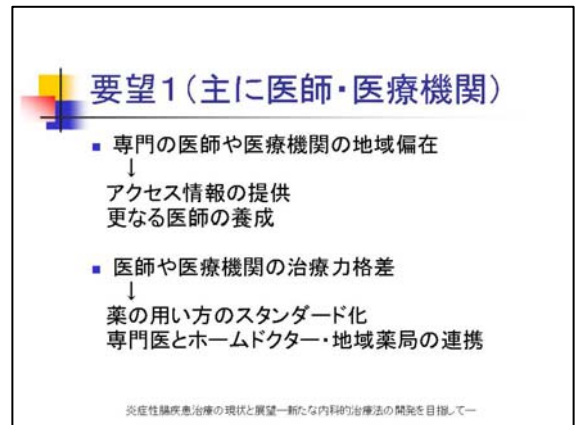 要望1(主に医師・医療機関)
■ 専門の医師や医療機関の地域偏在
↓
アクセス情報の提供
更なる医師の養成
■ 医師や医療機関の治療力格差
↓
薬の用い方のスタンダード化
専門医とホームドクター・地域薬局の連携
炎症性腸疾患治療の現状と展望―新たな内科的治療法の開発を目指して―